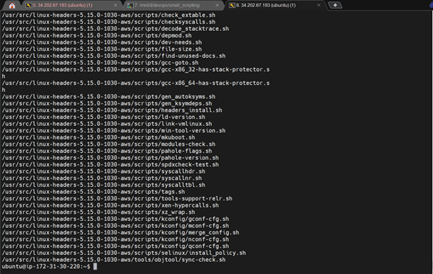 8. 34.202.67.193 (ubuntu) (1)
8. 34.202.67.193 (ubuntu)
/usr/src/linux-headers-5.15.0-1030-aws/scripts/check_extable.sh
/usr/src/linux-headers-5.15.0-1030-aws/scripts/checksyscalls.sh
/usr/src/linux-headers-5.15.0-1030-aws/scripts/decode_stacktrace.sh
/usr/src/linux-headers-5.15.0-1030-aws/scripts/depmod.sh
/usr/src/linux-headers-5.15.0-1030-aws/scripts/dev-needs.sh
/usr/src/linux-headers-5.15.0-1030-aws/scripts/file-size.sh
/usr/src/linux-headers-5.15.0-1030-aws/scripts/find-unused-docs.sh
/usr/src/linux-headers-5.15.0-1030-aws/scripts/gcc-goto.sh
/usr/src/linux-headers-5.15.0-1030-aws/scripts/gcc-x86_32-has-stack-protector.s
h
/usr/src/linux-headers-5.15.0-1030-aws/scripts/gcc-x86_64-has-stack-protector.s
h
/usr/src/linux-headers-5.15.0-1030-aws/scripts/gen_autoksyms.sh
/usr/src/linux-headers-5.15.0-1030-aws/scripts/gen_ksymdeps.sh
/usr/src/linux-headers-5.15.0-1030-aws/scripts/headers_install.sh
/usr/src/linux-headers-5.15.0-1030-aws/scripts/ld-version.sh
/usr/src/linux-headers-5.15.0-1030-aws/scripts/link-vmlinux.sh
/usr/src/linux-headers-5.15.0-1030-aws/scripts/min-tool-version.sh
/usr/src/linux-headers-5.15.0-1030-aws/scripts/mkuboot.sh
/usr/src/linux-headers-5.15.0-1030-aws/scripts/modules-check.sh
/usr/src/linux-headers-5.15.0-1030-aws/scripts/pahole-flags.sh
/usr/src/linux-headers-5.15.0-1030-aws/scripts/pahole-version.sh
/usr/src/linux-headers-5.15.0-1030-aws/scripts/spdxcheck-test.sh
/usr/src/linux-headers-5.15.0-1030-aws/scripts/syscallhdr.sh
/usr/src/linux-headers-5.15.0-1030-aws/scripts/syscallnr.sh
/usr/src/linux-headers-5.15.0-1030-aws/scripts/syscalltbl.sh
/usr/src/linux-headers-5.15.0-1030-aws/scripts/tags.sh
/usr/src/linux-headers-5.15.0-1030-aws/scripts/tools-support-relr.sh
/usr/src/linux-headers-5.15.0-1030-aws/scripts/xen-hypercalls.sh
/usr/src/linux-headers-5.15.0-1030-aws/scripts/xz_wrap.sh
/usr/src/linux-headers-5.15.0-1030-aws/scripts/kconfig/gconf-cfg.sh
/usr/src/linux-headers-5.15.0-1030-aws/scripts/kconfig/mconf-cfg.sh
/usr/src/linux-headers-5.15.0-1030-aws/scripts/kconfig/merge_config.sh
/usr/src/linux-headers-5.15.0-1030-aws/scripts/kconfig/nconf-cfg.sh
/usr/src/linux-headers-5.15.0-1030-aws/scripts/kconfig/qconf-cfg.sh
/usr/src/linux-headers-5.15.0-1030-aws/scripts/selinux/install_policy.sh
/usr/src/linux-headers-5.15.0-1030-aws/tools/objtool/sync-check.sh
ubuntu@ip-172-31-30-220:~$